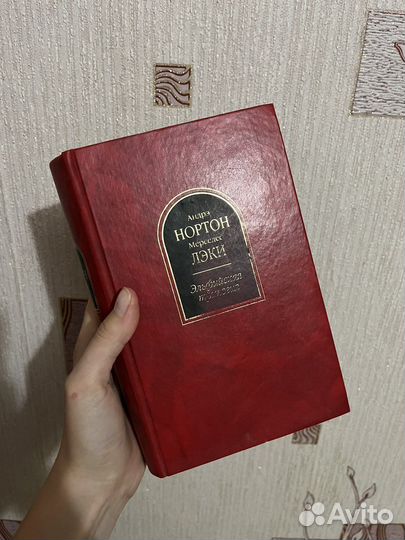 Андрэ
НОРТОН
Мерседес
ЛЭКИ
Эльфийская
трилогия
Avito